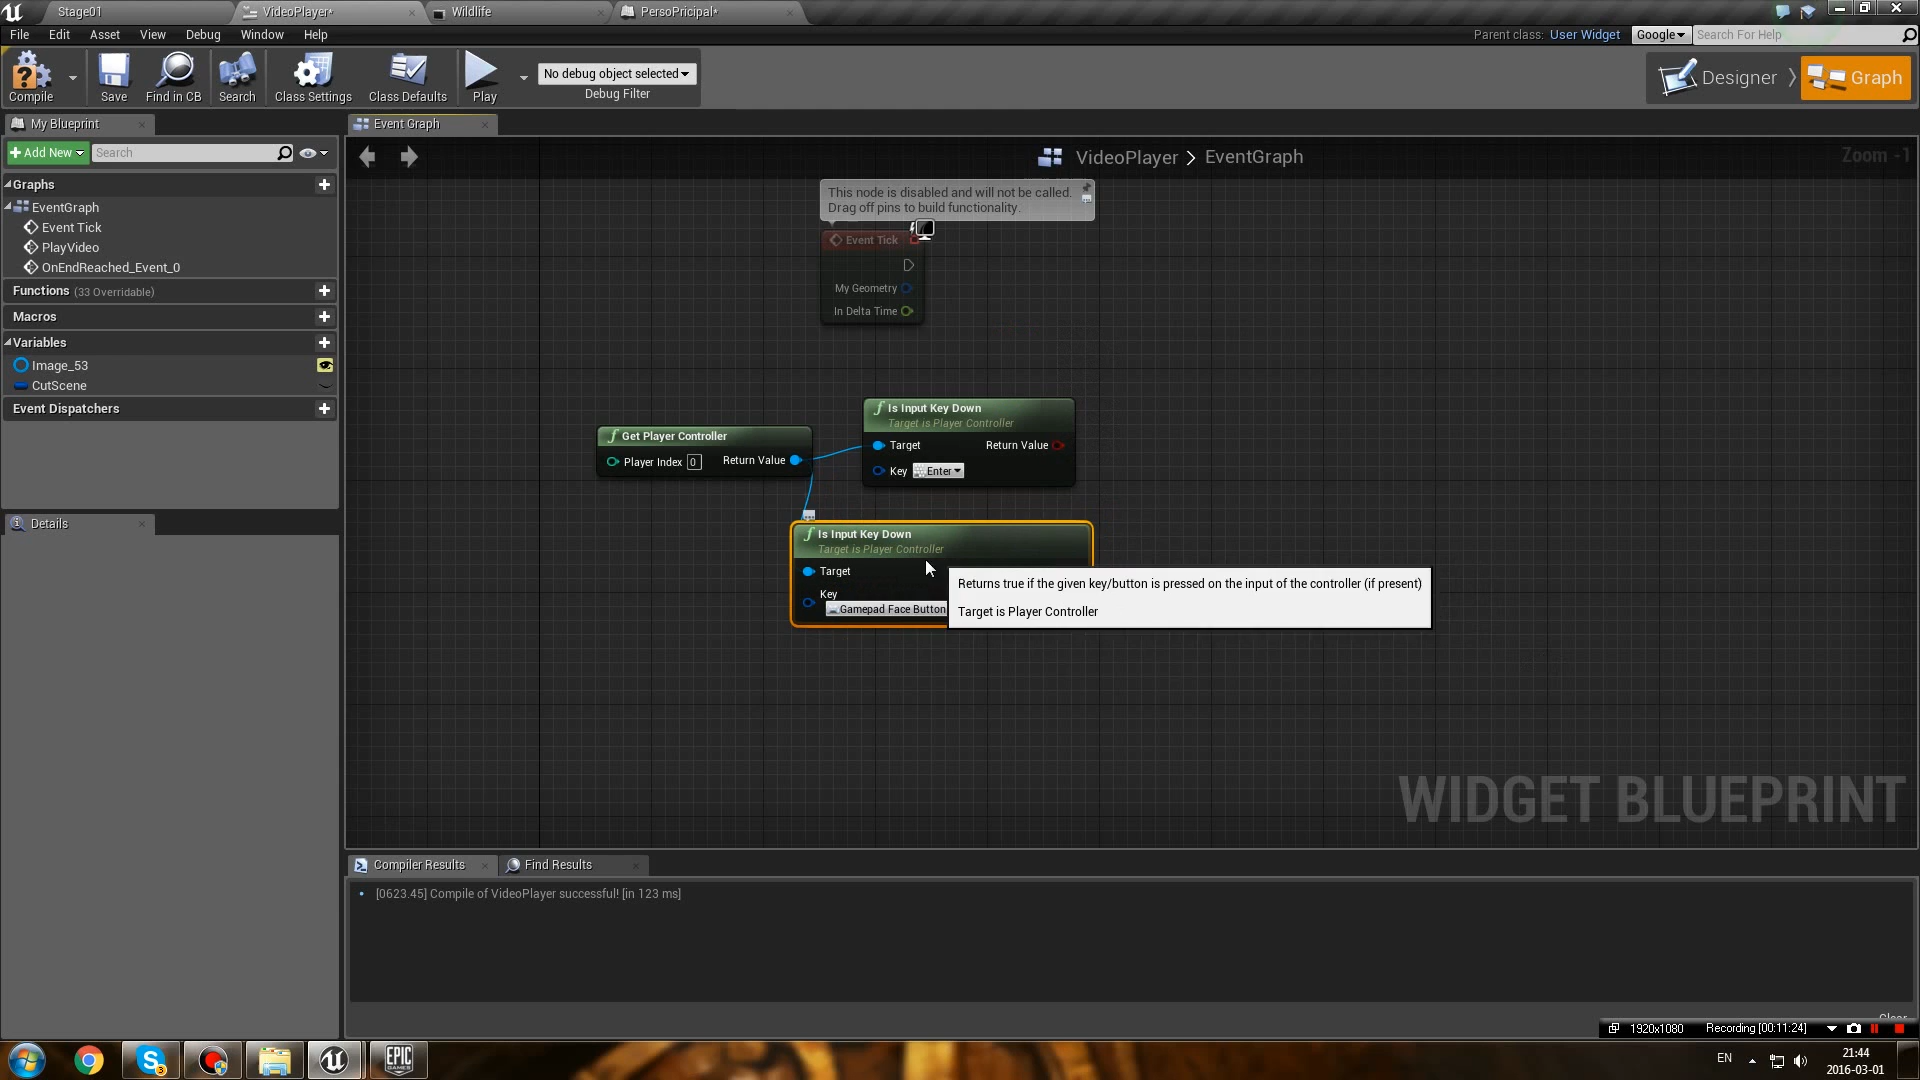 Stage01
VideoPlayer*
Wildlife
PersoPricipal*
File Edit Asset View Debug Window Help
Parent class: User Widget
Google
Search For Help
Compile
Save
Find in CB
Search
Class Settings
Class Defaults
Play
No debug object selected
Debug Filter
Designer
Graph
My Blueprint
Event Graph
Add New
Search
VideoPlayer > EventGraph
Zoom -1
Graphs
EventGraph
Event Tick
PlayVideo
OnEndReached_Event_0
Functions (33 Overridable)
Macros
Variables
Image_53
CutScene
Event Dispatchers
Details
This node is disabled and will not be called.
Drag off pins to build functionality.
Event Tick
My Geometry
In Delta Time
Get Player Controller
Player Index 0 Return Value
Is Input Key Down
Target is Player Controller
Target Return Value
Key Enter
Is Input Key Down
Target is Player Controller
Target
Key
Gamepad Face Button
Returns true if the given key/button is pressed on the input of the controller (if present)
Target is Player Controller
WIDGET BLUEPRINT
Compiler Results
Find Results
[0623.45] Compile of VideoPlayer successful! [in 123 ms]
Clear
1920x1080 Recording [00:11:24]
3
EPIC
GAMES
EN
21:44
2016-03-01